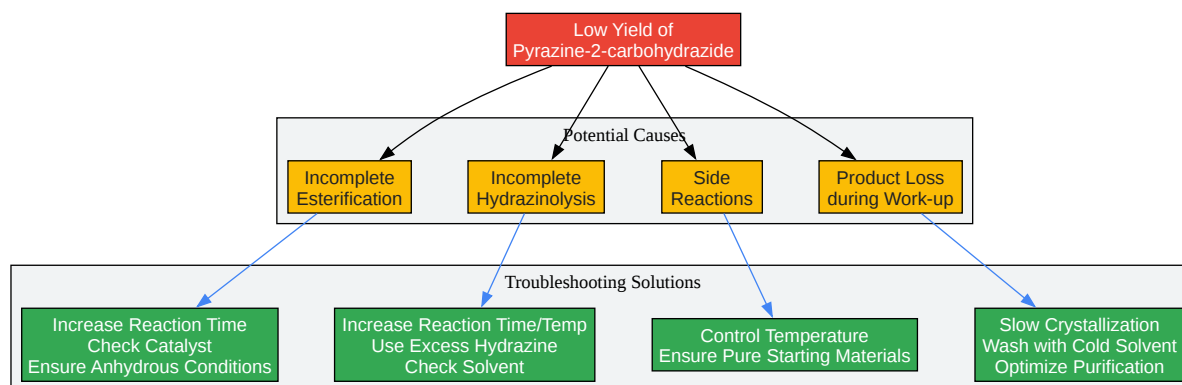 Low Yield of
Pyrazine-2-carbohydrazide
Potential Causes
Incomplete
Esterification
Incomplete
Hydrazinolysis
Side
Reactions
Product Loss
during Work-up
Troubleshooting Solutions
Increase Reaction Time
Check Catalyst
Ensure Anhydrous Conditions
Increase Reaction Time/Temp
Use Excess Hydrazine
Check Solvent
Control Temperature
Ensure Pure Starting Materials
Slow Crystallization
Wash with Cold Solvent
Optimize Purification